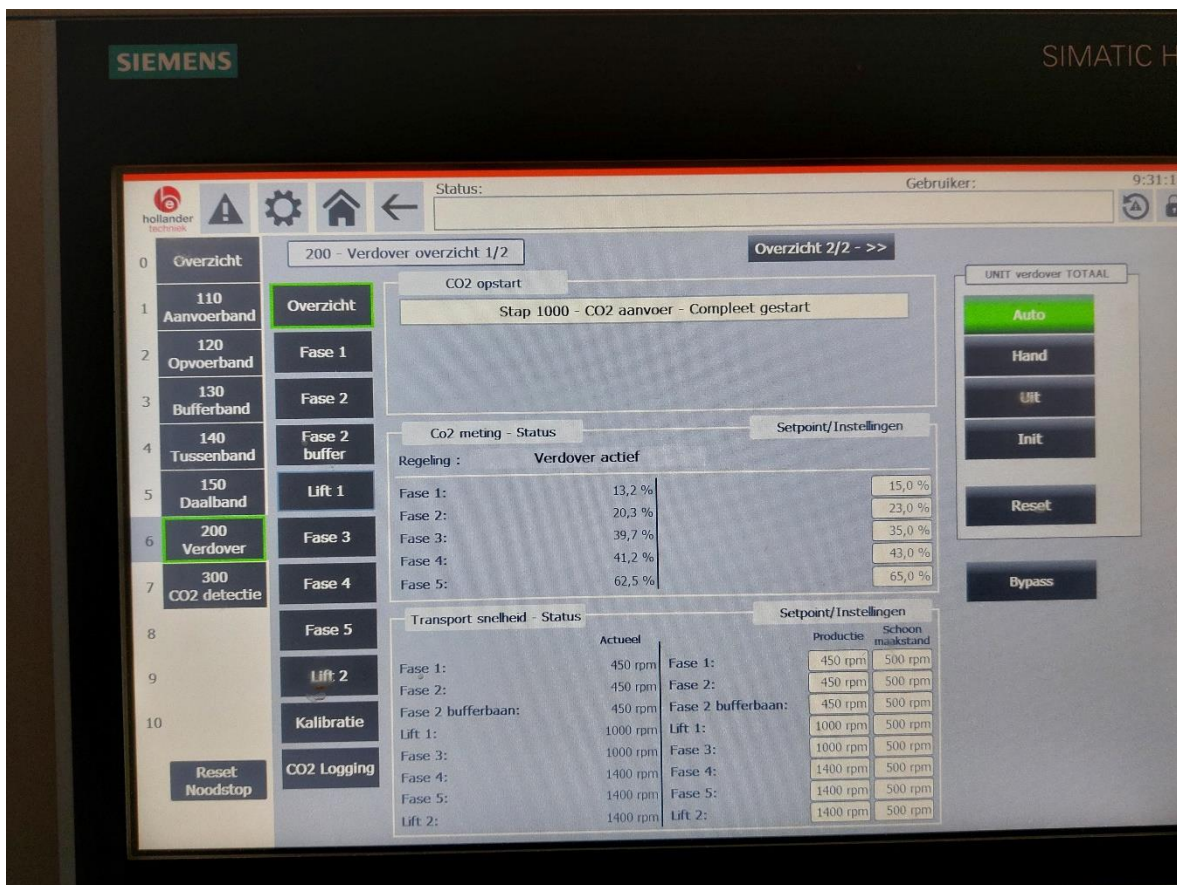 SIEMENS
SIMATIC H
hollander
techniek
Status:
Gebruiker:
9:31:1
200 - Verdover overzicht 1/2
Overzicht 2/2 - >>
0 Overzicht
1 110 Aanvoerband
2 120 Opvoerband
3 130 Bufferband
4 140 Tussenband
5 150 Daalband
6 200 Verdover
7 300 CO2 detectie
8
9
10
Reset Noodstop
Overzicht
Fase 1
Fase 2
Fase 2 buffer
Lift 1
Fase 3
Fase 4
Fase 5
Lift 2
Kalibratie
CO2 Logging
CO2 opstart
Stap 1000 - CO2 aanvoer - Compleet gestart
Co2 meting - Status
Setpoint/Instellingen
Regeling : Verdover actief
Fase 1: 13,2 % 15,0 %
Fase 2: 20,3 % 23,0 %
Fase 3: 39,7 % 35,0 %
Fase 4: 41,2 % 43,0 %
Fase 5: 62,5 % 65,0 %
Transport snelheid - Status
Setpoint/Instellingen
Actueel Productie Schoon maakstand
Fase 1: 450 rpm Fase 1: 450 rpm 500 rpm
Fase 2: 450 rpm Fase 2: 450 rpm 500 rpm
Fase 2 bufferbaan: 450 rpm Fase 2 bufferbaan: 450 rpm 500 rpm
Lift 1: 1000 rpm Lift 1: 1000 rpm 500 rpm
Fase 3: 1000 rpm Fase 3: 1000 rpm 500 rpm
Fase 4: 1400 rpm Fase 4: 1400 rpm 500 rpm
Fase 5: 1400 rpm Fase 5: 1400 rpm 500 rpm
Lift 2: 1400 rpm Lift 2: 1400 rpm 500 rpm
UNIT verdover TOTAAL
Auto
Hand
Uit
Init
Reset
Bypass